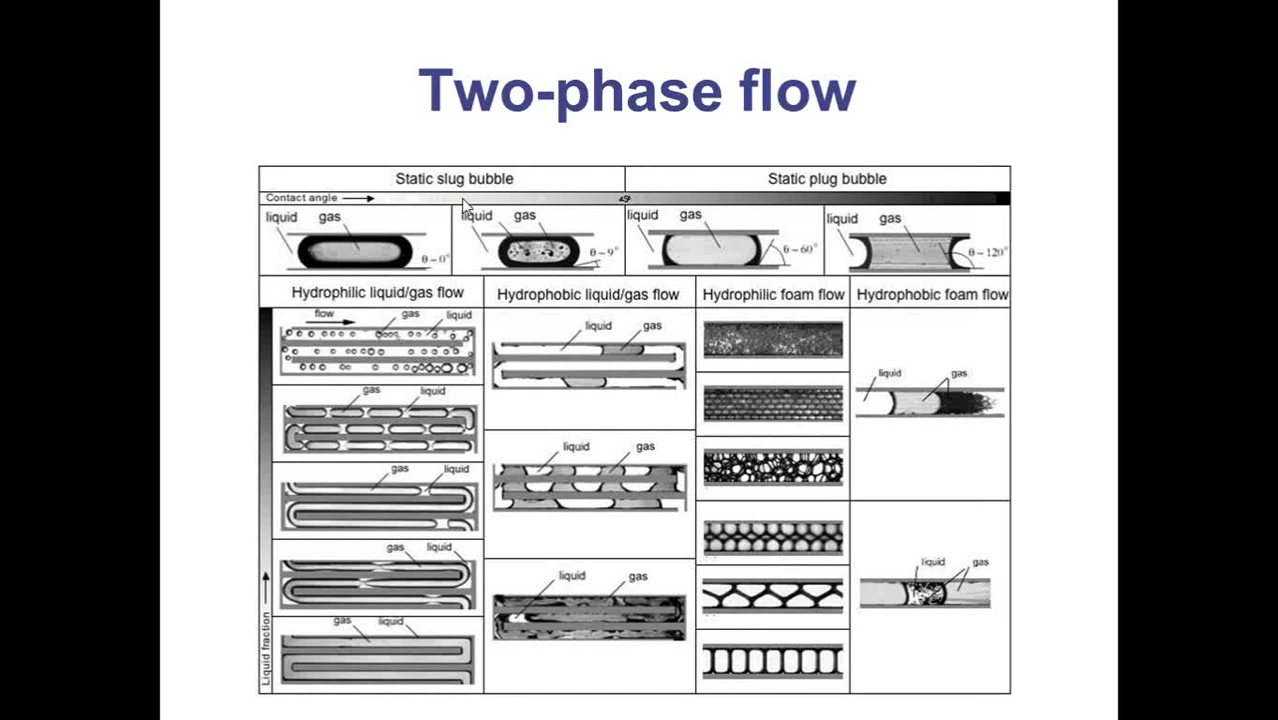 Two-phase flow
Static slug bubble
Static plug bubble
Contact angle
liquid gas
liquid gas
liquid gas
liquid gas
θ~0°
θ~9°
θ~60°
θ~120°
Hydrophilic liquid/gas flow
Hydrophobic liquid/gas flow
Hydrophilic foam flow
Hydrophobic foam flow
flow gas liquid
gas liquid
gas liquid
gas liquid
gas liquid
liquid gas
liquid gas
liquid gas
liquid gas
liquid gas
Liquid fraction